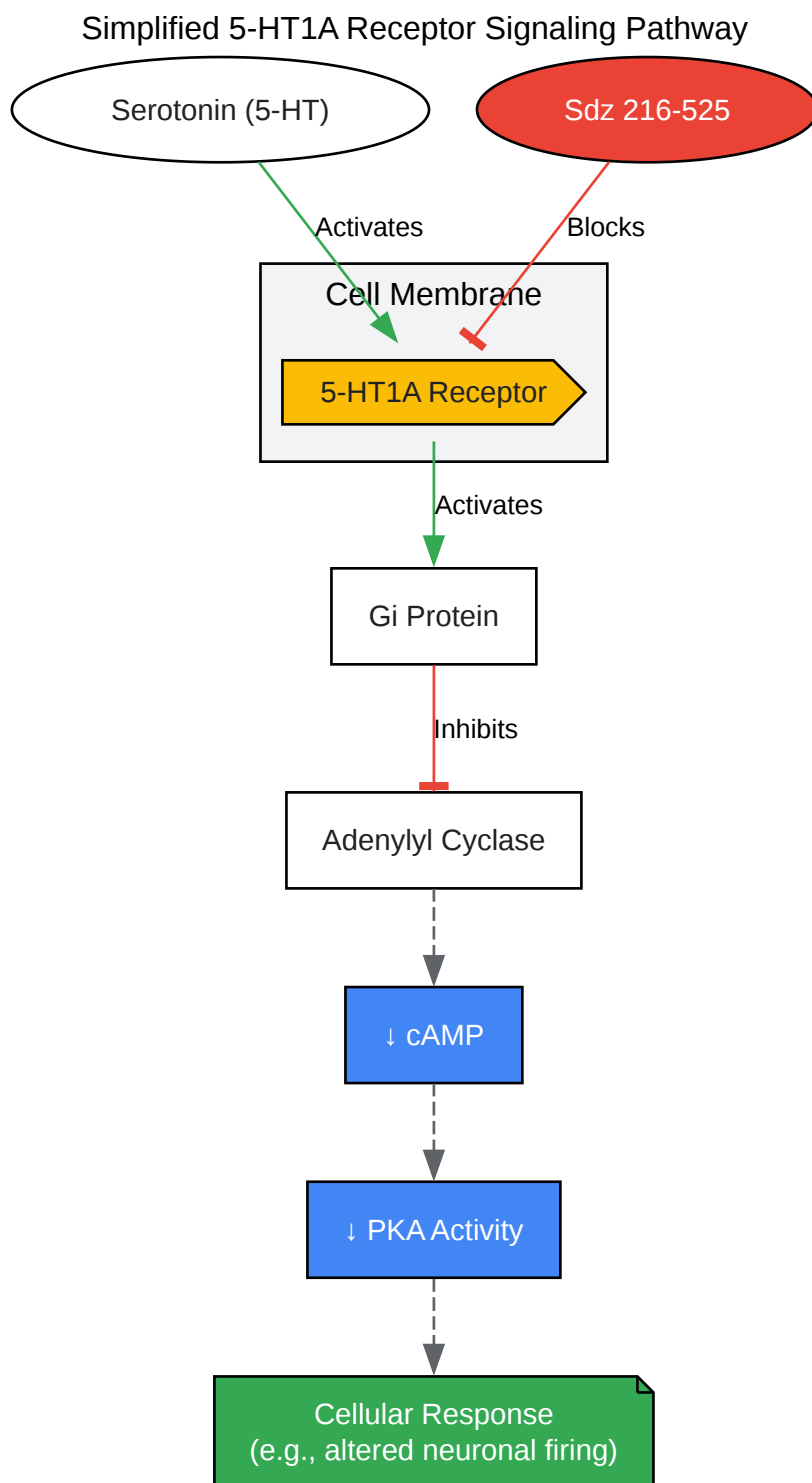 Simplified 5-HT1A Receptor Signaling Pathway
Serotonin (5-HT)
Sdz 216-525
Activates
Blocks
Cell Membrane
5-HT1A Receptor
Activates
Gi Protein
Inhibits
Adenylyl Cyclase
↓ cAMP
↓ PKA Activity
Cellular Response
(e.g., altered neuronal firing)